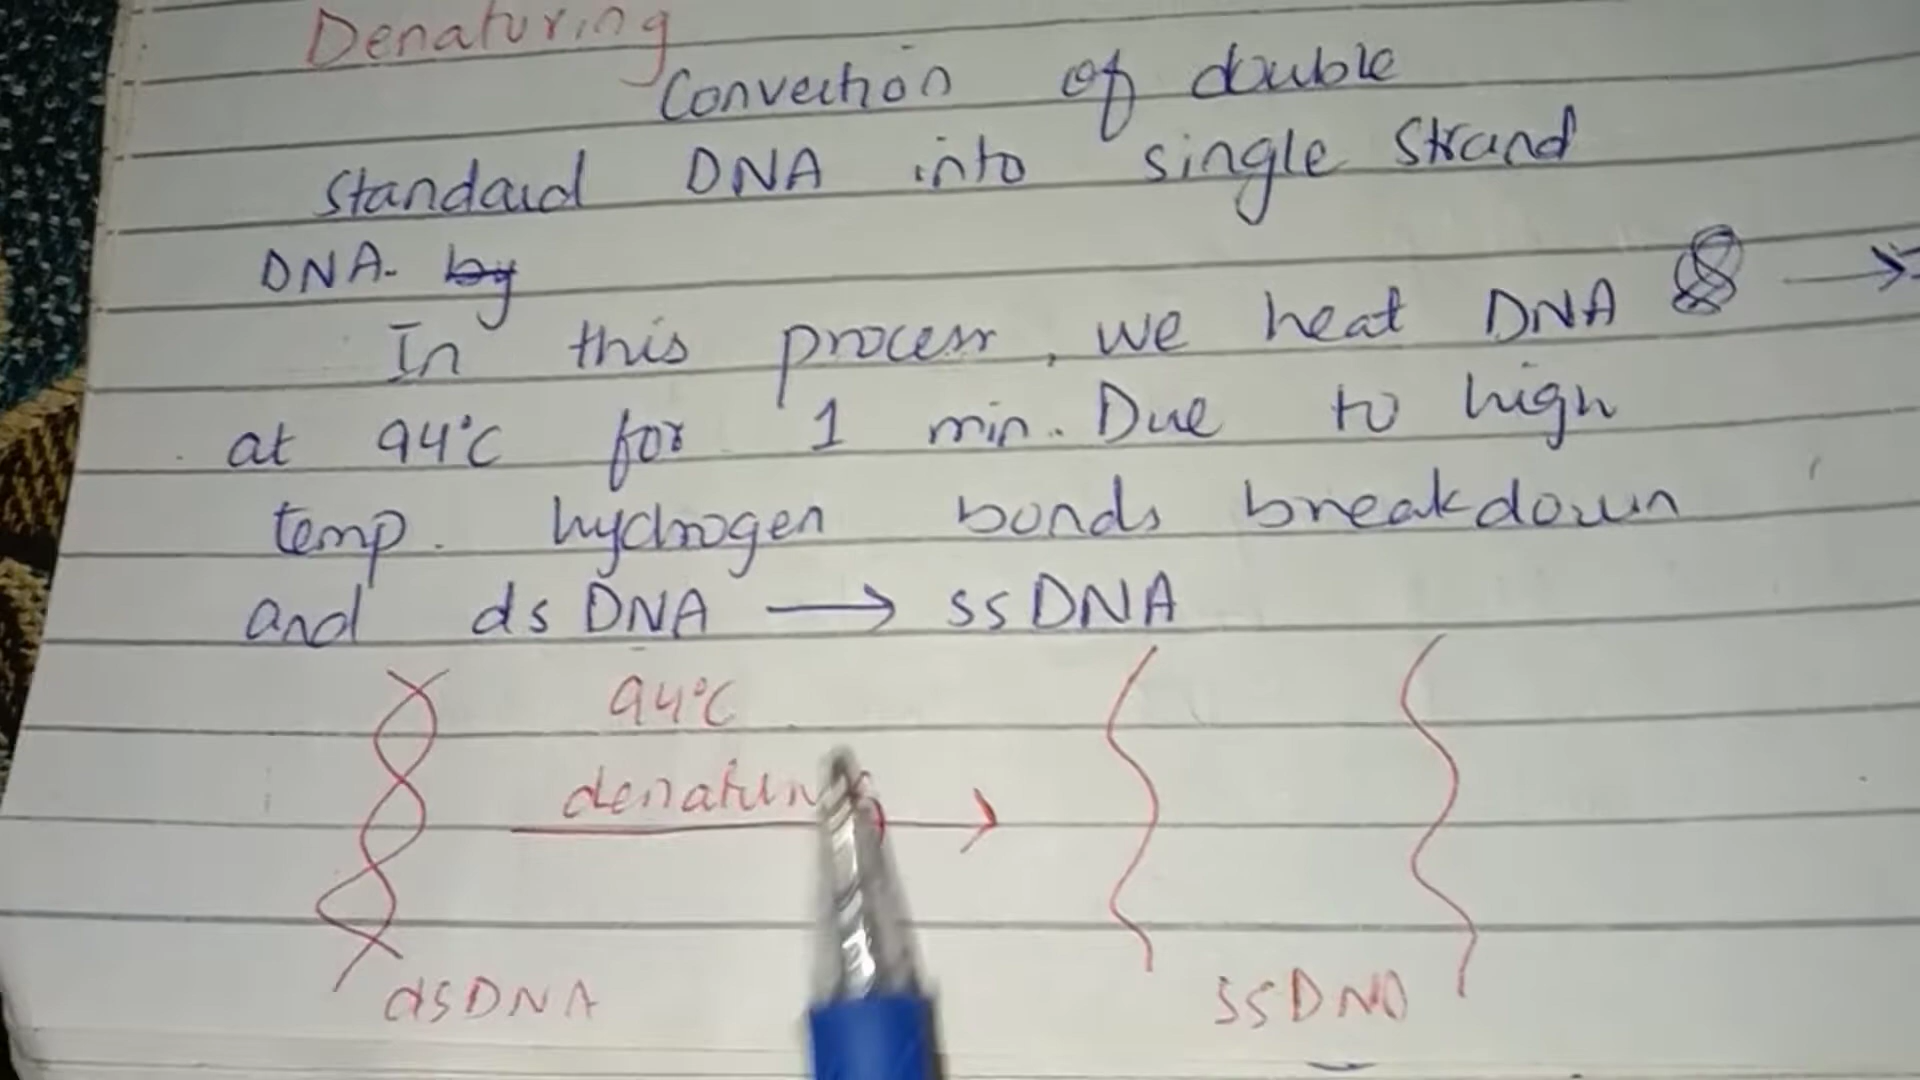 Denaturing
Convection of double
standard DNA into single strand
DNA. by
In this process, we heat DNA →
at 94°C for 1 min. Due to high
temp. hydrogen bonds breakdown
and ds DNA → ss DNA
94°C
dsDNA
ssDNA